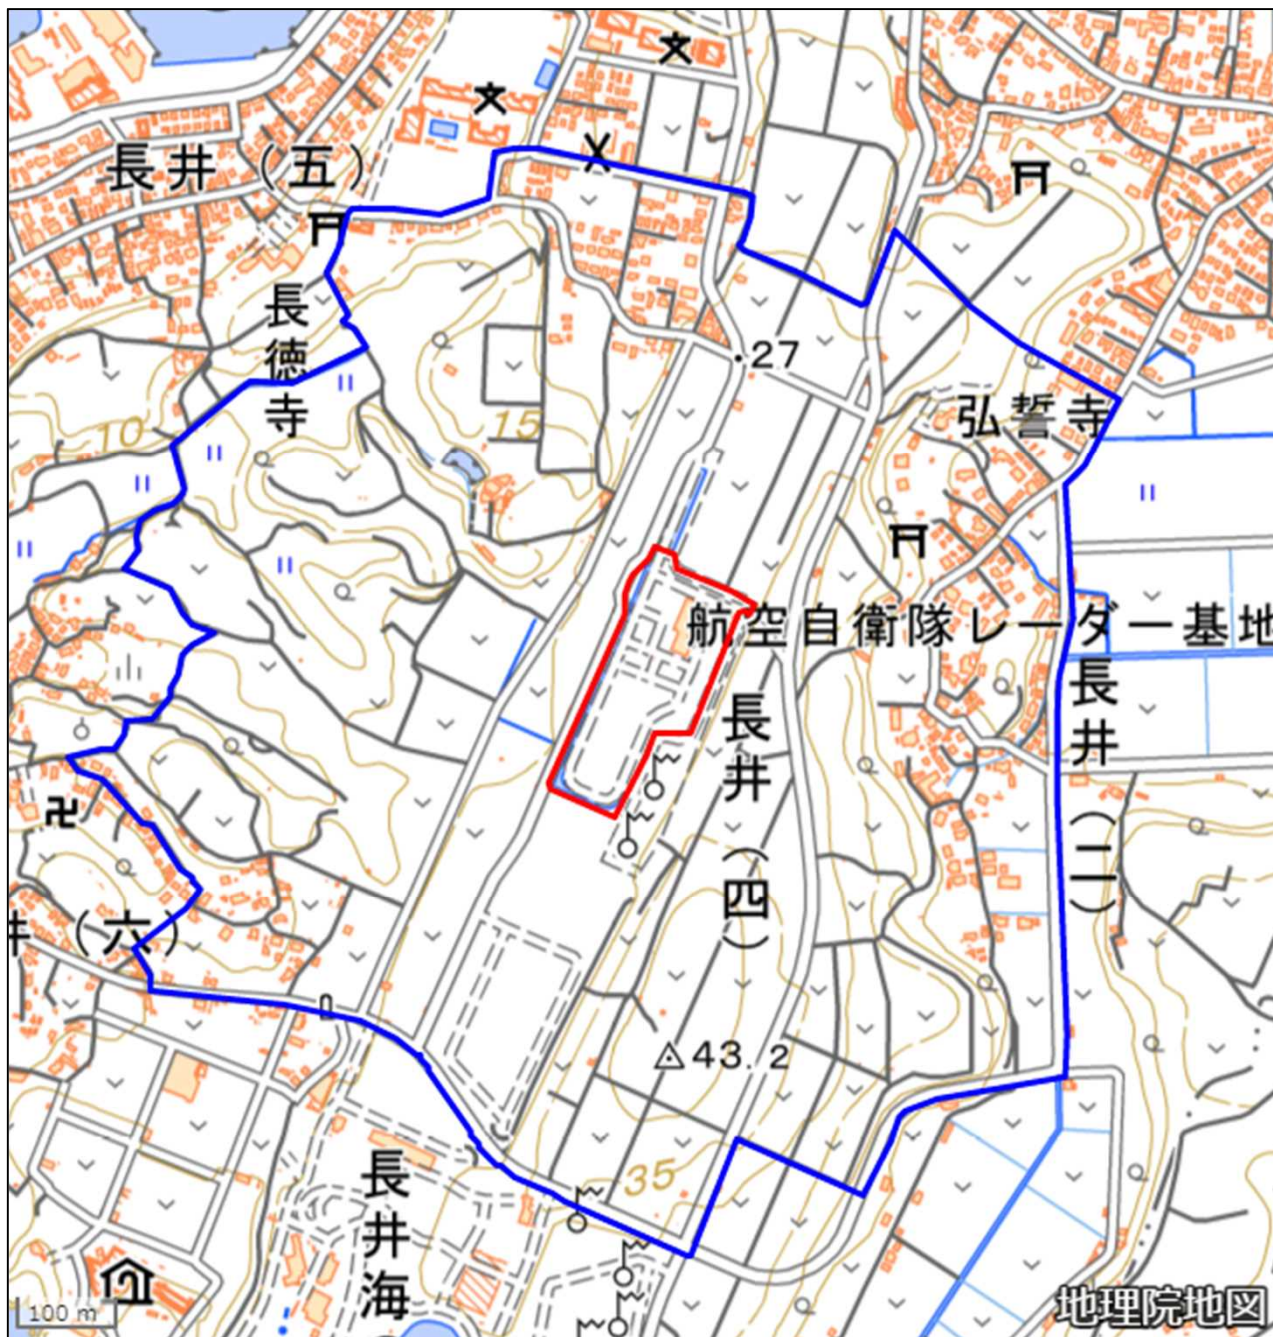 長井（五）
長徳寺
27
15
10
弘誓寺
航空自衛隊レーダー基地
長井（四）
長井（二）
井（六）
43.2
35
長井海
100 m
地理院地図